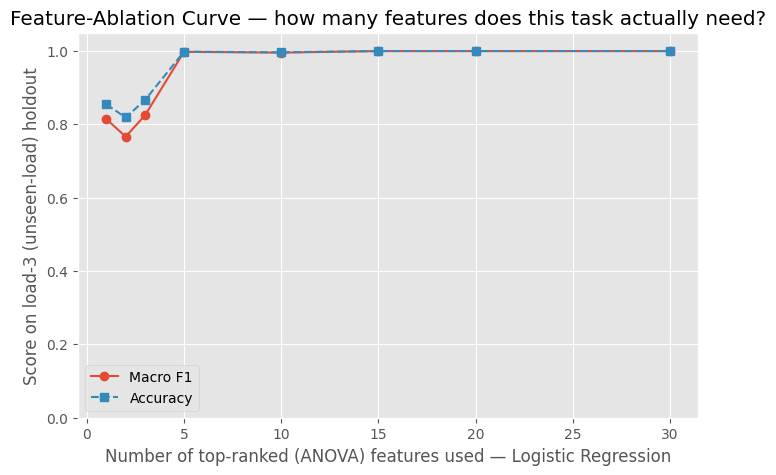 Feature-Ablation Curve — how many features does this task actually need?
Score on load-3 (unseen-load) holdout
1.0
0.8
0.6
0.4
0.2
0.0
Macro F1
Accuracy
0 5 10 15 20 25 30
Number of top-ranked (ANOVA) features used — Logistic Regression